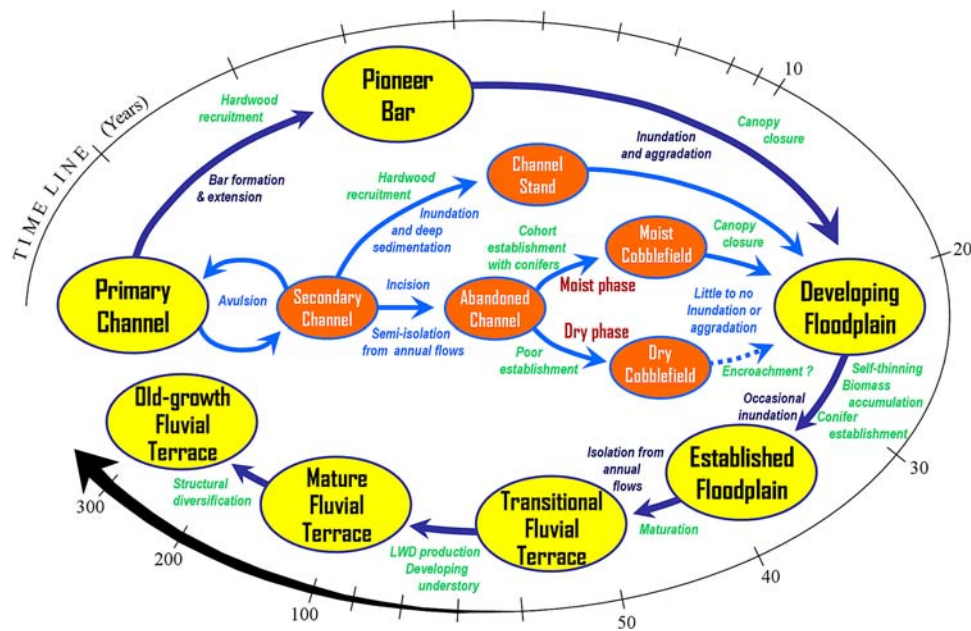 TIME LINE (Years)
10
20
30
40
50
100
200
300
Pioneer
Bar
Hardwood
recruitment
Bar formation
& extension
Canopy
closure
Inundation
and aggradation
Channel
Stand
Hardwood
recruitment
Inundation
and deep
sedimentation
Cohort
establishment
with conifers
Moist
Cobblefield
Canopy
closure
Primary
Channel
Avulsion
Secondary
Channel
Incision
Semi-isolation
from annual flows
Abandoned
Channel
Moist phase
Dry phase
Poor
establishment
Dry
Cobblefield
Little to no
Inundation or
aggradation
Encroachment ?
Developing
Floodplain
Self-thinning
Biomass
accumulation
Conifer
establishment
Occasional
inundation
Established
Floodplain
Isolation from
annual
flows
Maturation
Transitional
Fluvial
Terrace
LWD production
Developing
understory
Mature
Fluvial
Terrace
Structural
diversification
Old-growth
Fluvial
Terrace